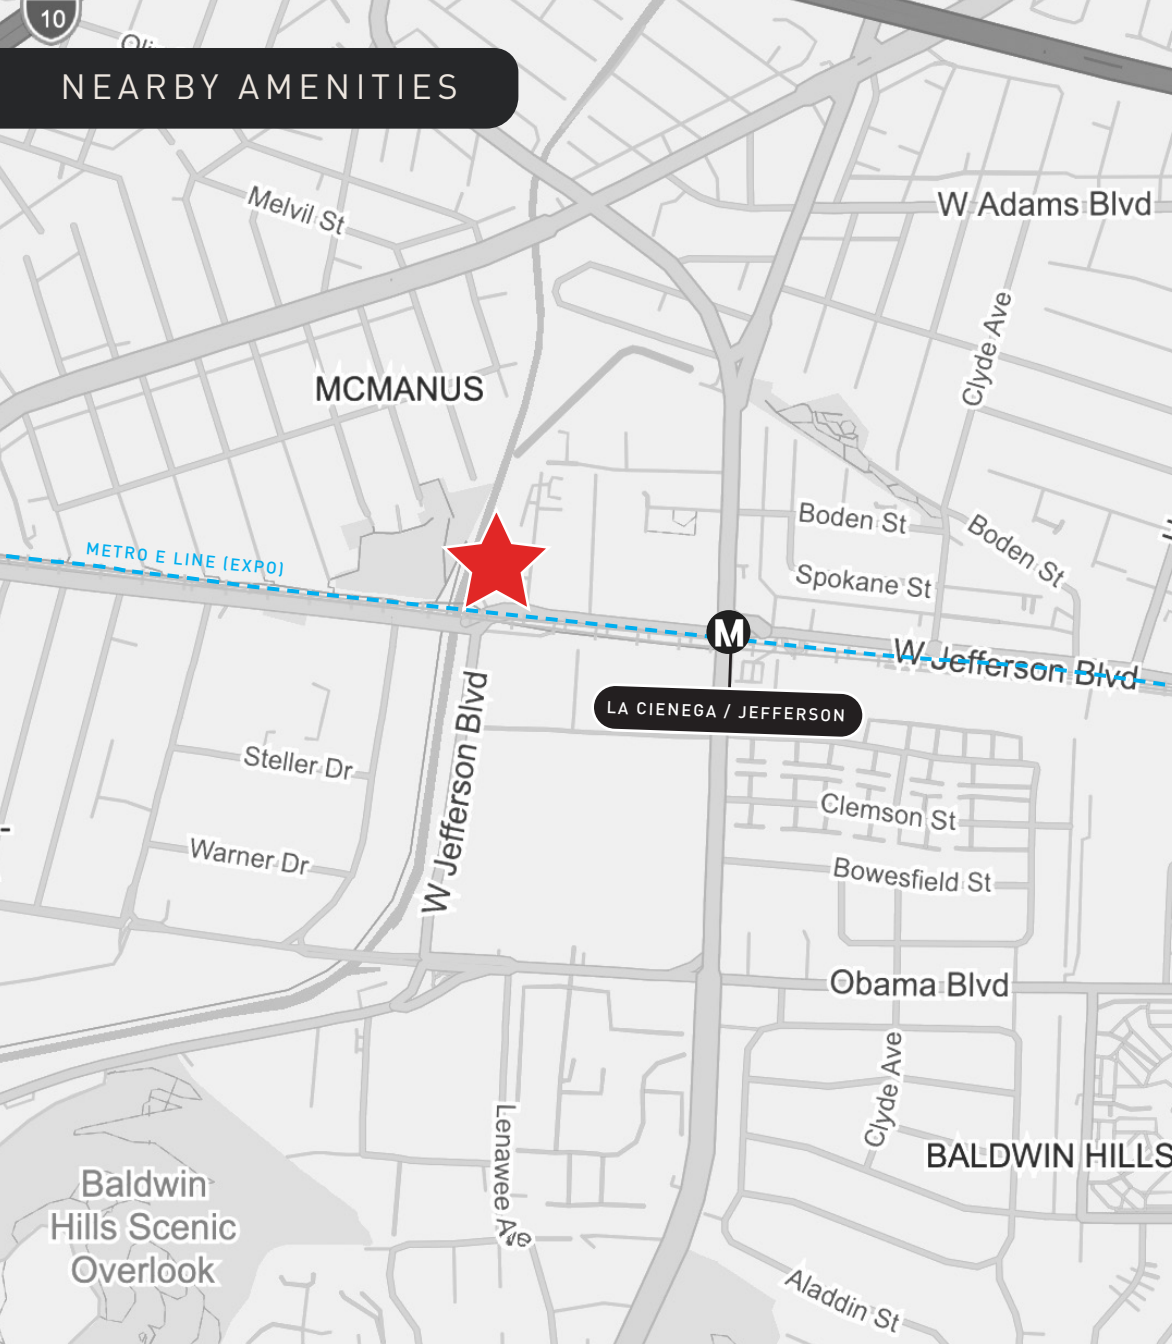 10
NEARBY AMENITIES
Melvil St
W Adams Blvd
Clyde Ave
MCMANUS
Boden St
Boden St
METRO E LINE (EXPO)
Spokane St
M
W Jefferson Blvd
LA CIENEGA / JEFFERSON
W Jefferson Blvd
Steller Dr
Clemson St
Warner Dr
Bowesfield St
Obama Blvd
Clyde Ave
Lenawee Ave
BALDWIN HILLS
Baldwin
Hills Scenic
Overlook
Aladdin St